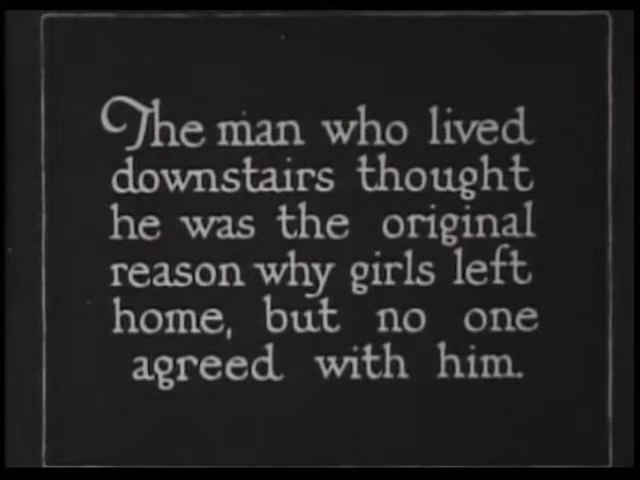 The man who lived
downstairs thought
he was the original
reason why girls left
home, but no one
agreed with him.